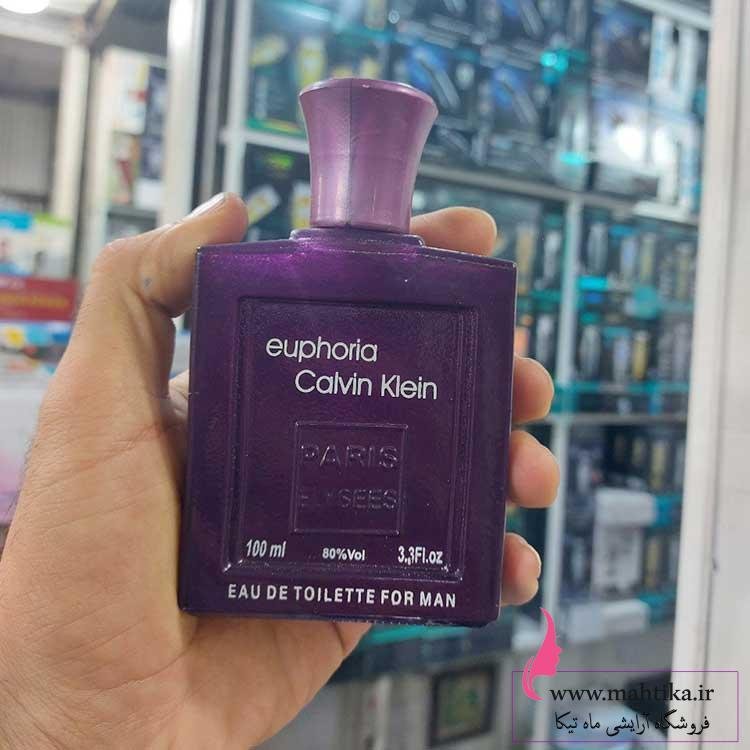 euphoria
Calvin Klein
PARIS
ELYSEES
100 ml 80%Vol 3.3Fl.oz
EAU DE TOILETTE FOR MAN
www.mahtika.ir
فروشگاه آرایشی ماه تیکا